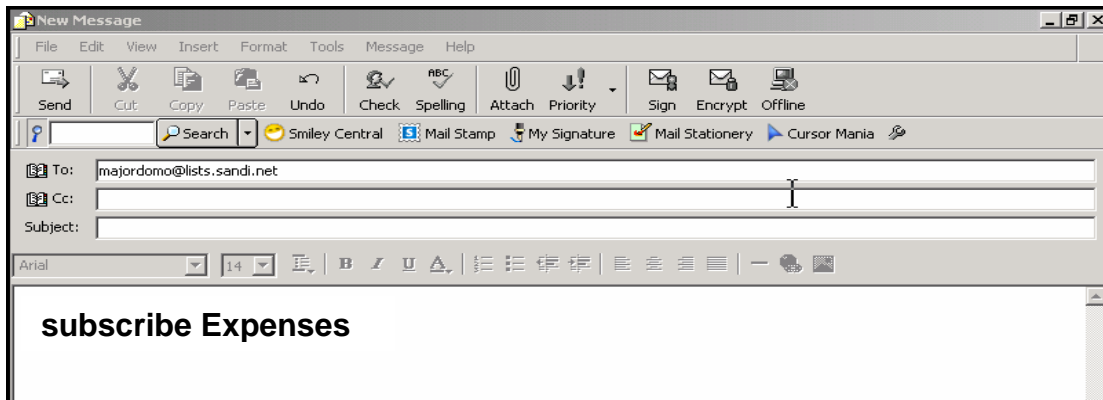 New Message
File Edit View Insert Format Tools Message Help
ABC
Send Cut Copy Paste Undo Check Spelling Attach Priority Sign Encrypt Offline
Search Smiley Central Mail Stamp My Signature Mail Stationery Cursor Mania
To: majordomo@lists.sandi.net
Cc:
Subject:
Arial 14 B I U A
subscribe Expenses